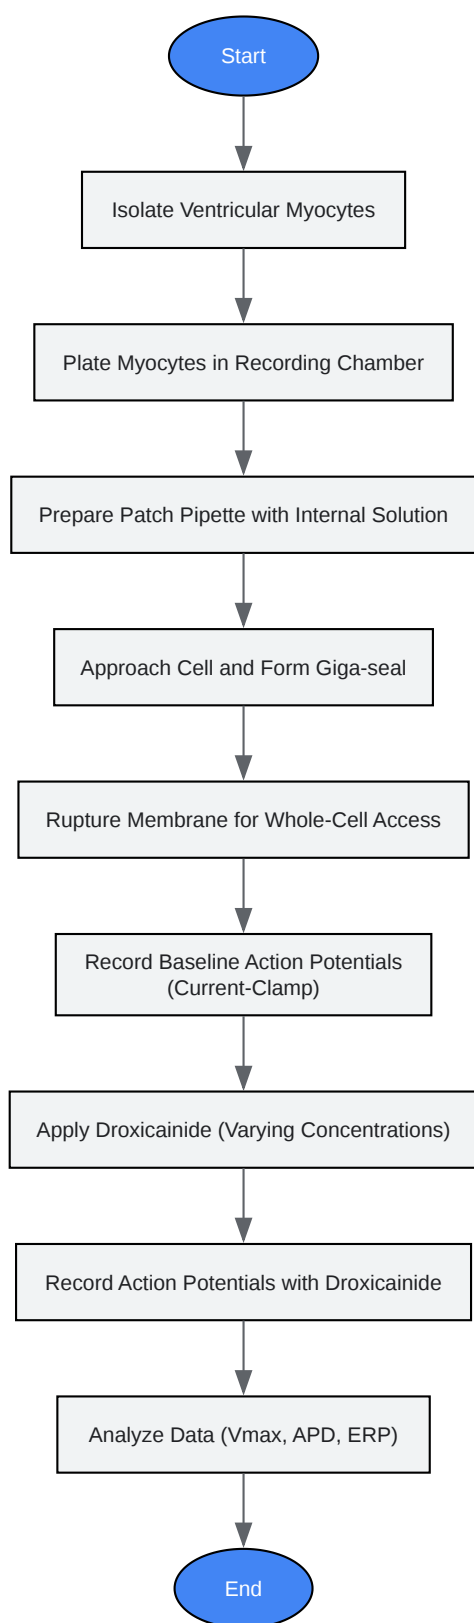 Start
Isolate Ventricular Myocytes
Plate Myocytes in Recording Chamber
Prepare Patch Pipette with Internal Solution
Approach Cell and Form Giga-seal
Rupture Membrane for Whole-Cell Access
Record Baseline Action Potentials
(Current-Clamp)
Apply Droxicainide (Varying Concentrations)
Record Action Potentials with Droxicainide
Analyze Data (Vmax, APD, ERP)
End